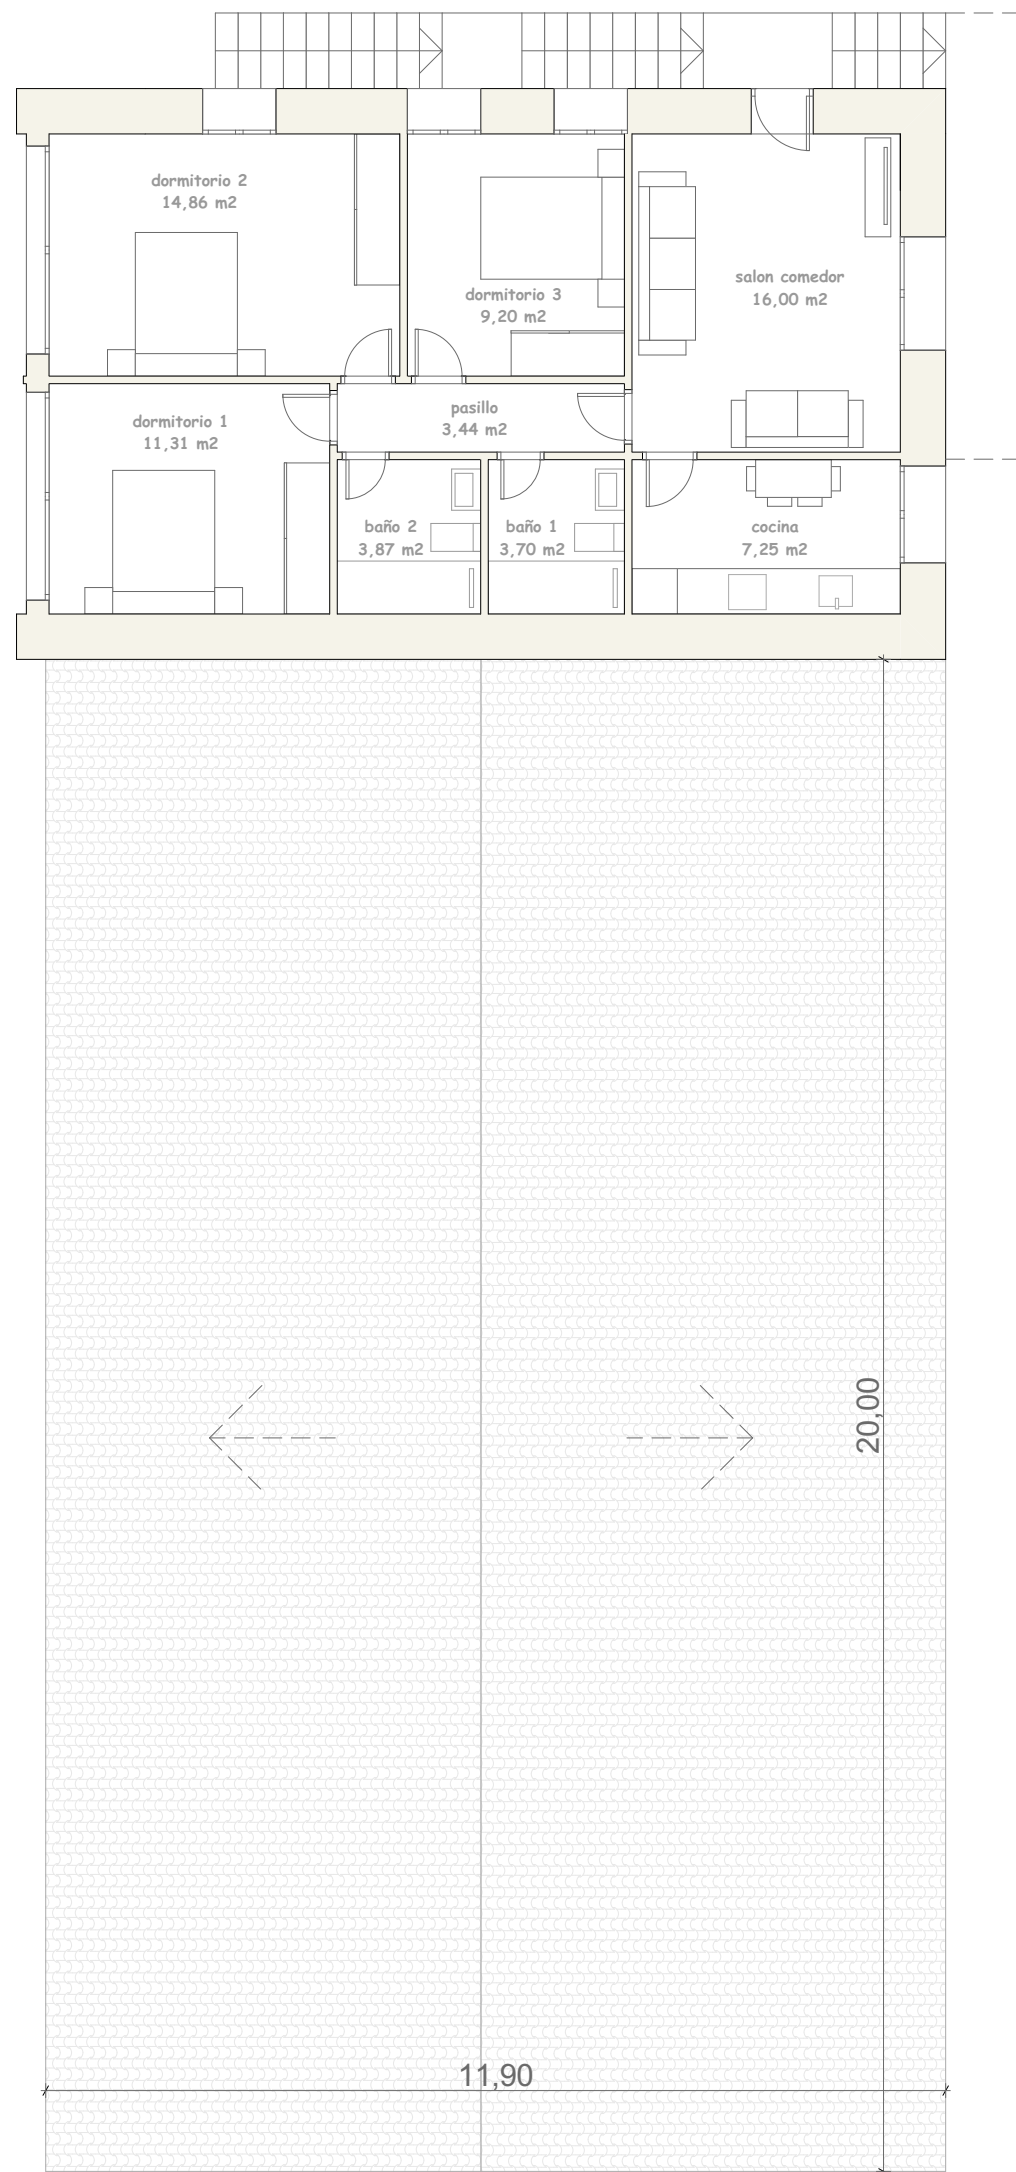 dormitorio 2
14,86 m2
dormitorio 3
9,20 m2
salon comedor
16,00 m2
dormitorio 1
11,31 m2
pasillo
3,44 m2
baño 2
3,87 m2
baño 1
3,70 m2
cocina
7,25 m2
20,00
11,90